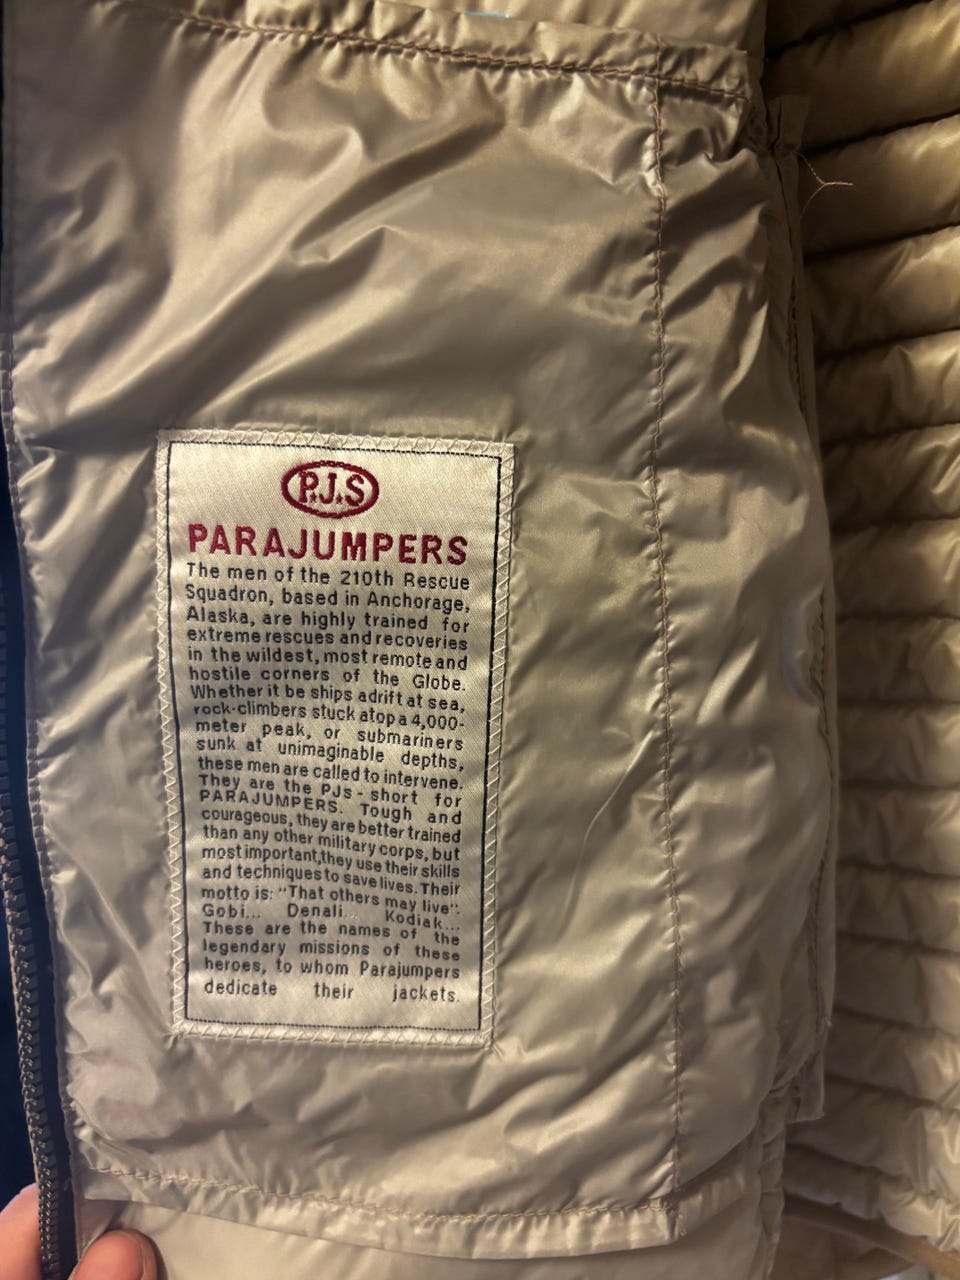 P.J.S
PARAJUMPERS
The men of the 210th Rescue
Squadron, based in Anchorage,
Alaska, are highly trained for
extreme rescues and recoveries
in the wildest, most remote and
hostile corners of the Globe.
Whether it be ships adrift at sea,
rock-climbers stuck atop a 4,000-
meter peak, or submariners
sunk at unimaginable depths,
these men are called to intervene.
They are the PJs - short for
PARAJUMPERS. Tough and
courageous, they are better trained
than any other military corps, but
most important,they use their skills
and techniques to save lives. Their
motto is: "That others may live".
Gobi... Denali... Kodiak...
These are the names of the
legendary missions of these
heroes, to whom Parajumpers
dedicate their jackets.